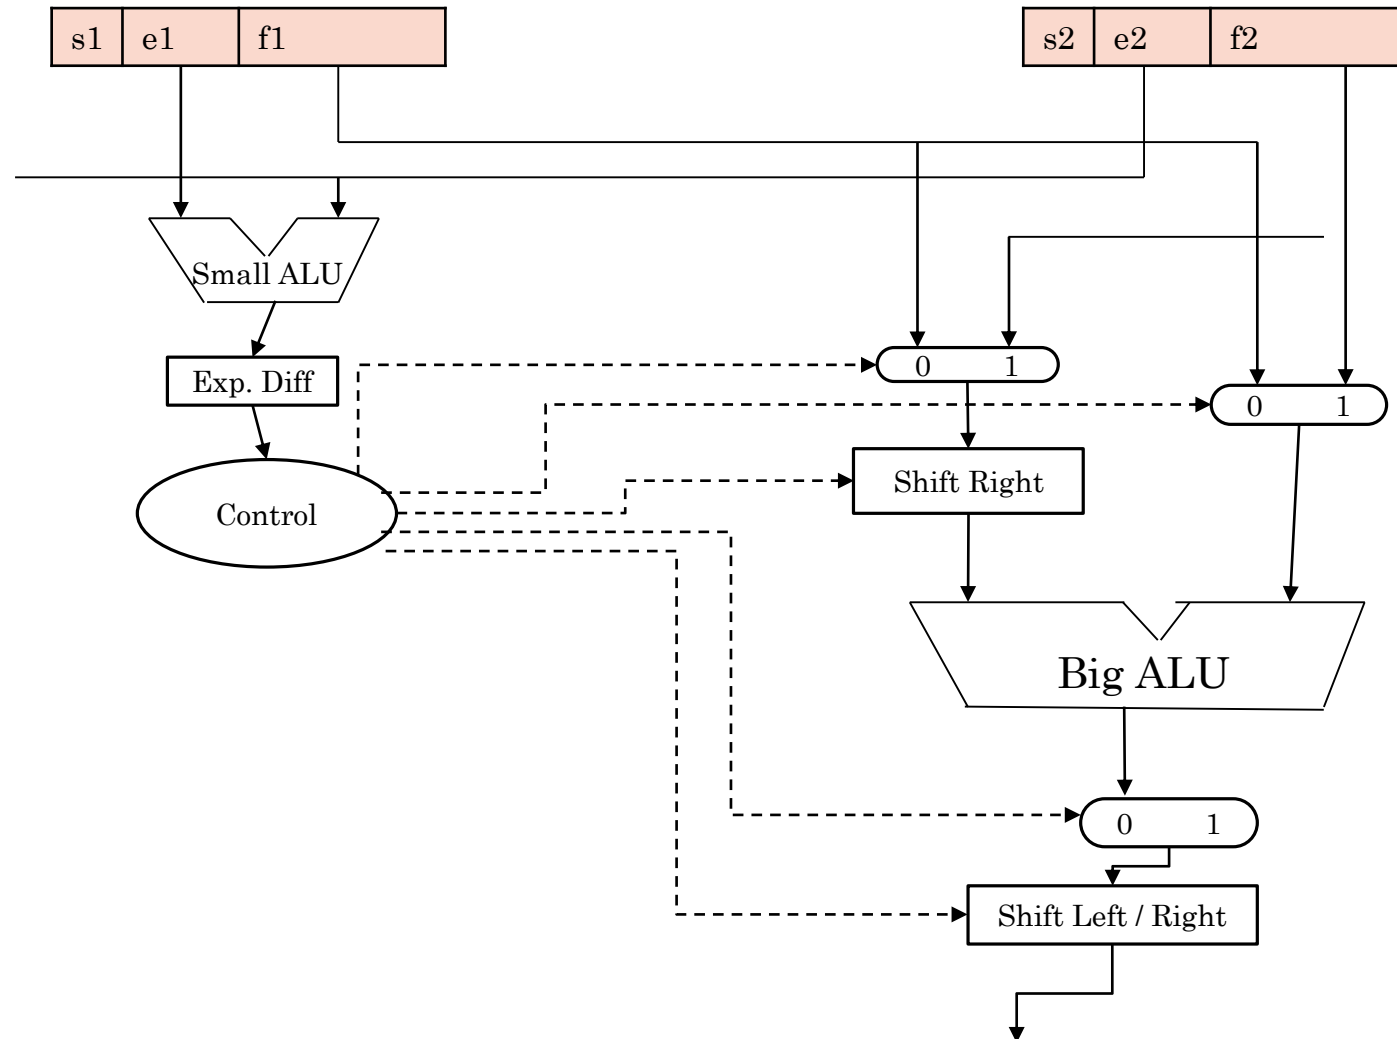 s1 e1 f1
s2 e2 f2
Small ALU
Exp. Diff
Control
0 1
0 1
Shift Right
Big ALU
0 1
Shift Left / Right